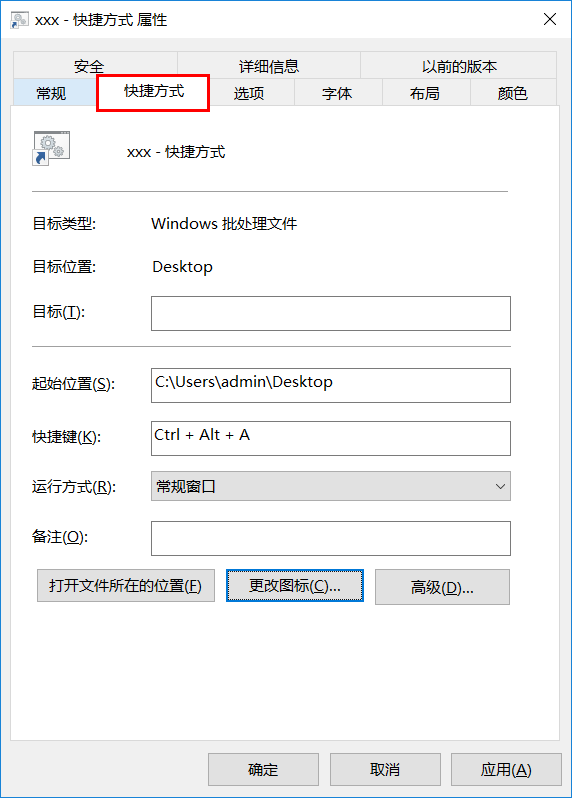 xxx - 快捷方式 属性
安全 详细信息 以前的版本
常规 快捷方式 选项 字体 布局 颜色
xxx - 快捷方式
目标类型: Windows 批处理文件
目标位置: Desktop
目标(T):
起始位置(S): C:\Users\admin\Desktop
快捷键(K): Ctrl + Alt + A
运行方式(R): 常规窗口
备注(O):
打开文件所在的位置(F) 更改图标(C)... 高级(D)...
确定 取消 应用(A)